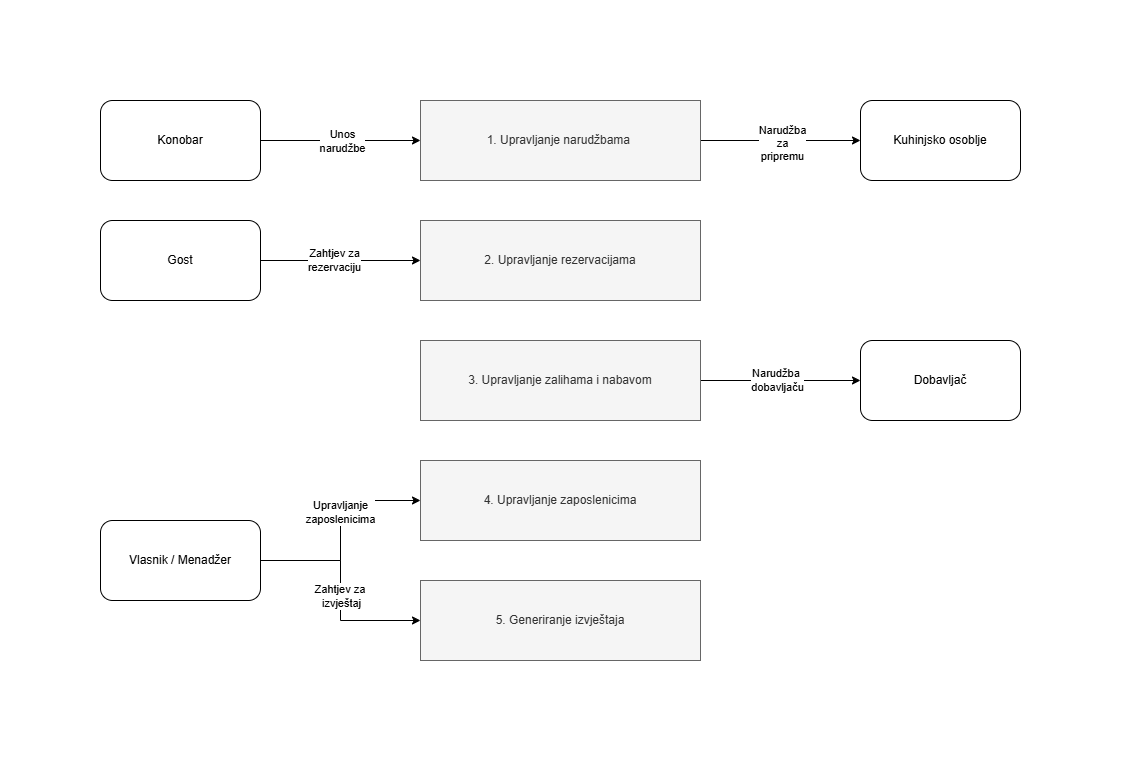 Konobar
Unos
narudžbe
1. Upravljanje narudžbama
Narudžba
za
pripremu
Kuhinjsko osoblje
Gost
Zahtjev za
rezervaciju
2. Upravljanje rezervacijama
3. Upravljanje zalihama i nabavom
Narudžba
dobavljaču
Dobavljač
Vlasnik / Menadžer
Upravljanje
zaposlenicima
4. Upravljanje zaposlenicima
Zahtjev za
izvještaj
5. Generiranje izvještaja